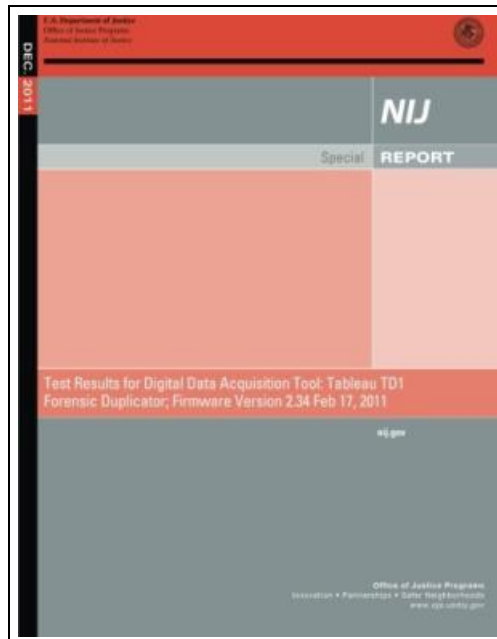 U.S. Department of Justice
Office of Justice Programs
National Institute of Justice
DEC. 2011
NIJ
Special REPORT
Test Results for Digital Data Acquisition Tool: Tableau TD1
Forensic Duplicator; Firmware Version 2.34 Feb 17, 2011
nij.gov
Office of Justice Programs
Innovation • Partnerships • Safer Neighborhoods
www.ojp.usdoj.gov